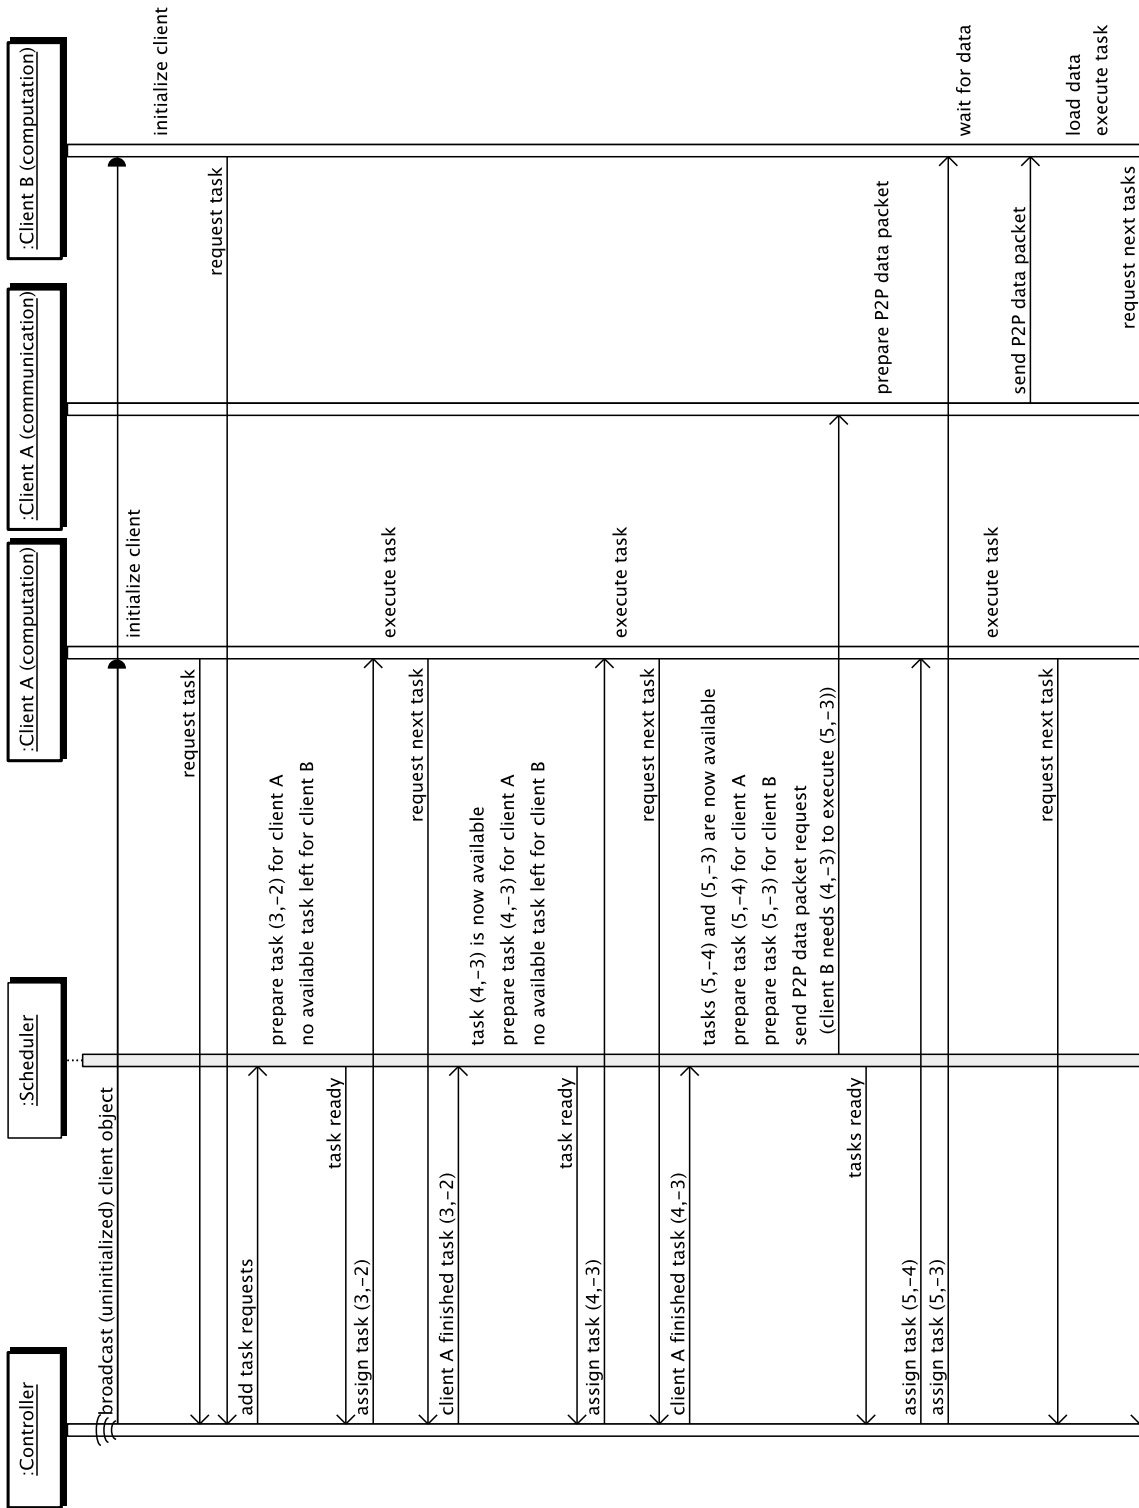 :Controller
:Scheduler
:Client A (computation)
:Client A (communication)
:Client B (computation)
broadcast (uninitialized) client object
initialize client
initialize client
request task
request task
add task requests
prepare task (3,−2) for client A
no available task left for client B
task ready
assign task (3,−2)
execute task
request next task
client A finished task (3,−2)
task (4,−3) is now available
prepare task (4,−3) for client A
no available task left for client B
task ready
assign task (4,−3)
execute task
request next task
client A finished task (4,−3)
tasks (5,−4) and (5,−3) are now available
prepare task (5,−4) for client A
prepare task (5,−3) for client B
send P2P data packet request
(client B needs (4,−3) to execute (5,−3))
tasks ready
prepare P2P data packet
assign task (5,−4)
assign task (5,−3)
wait for data
execute task
send P2P data packet
request next task
load data
execute task
request next tasks